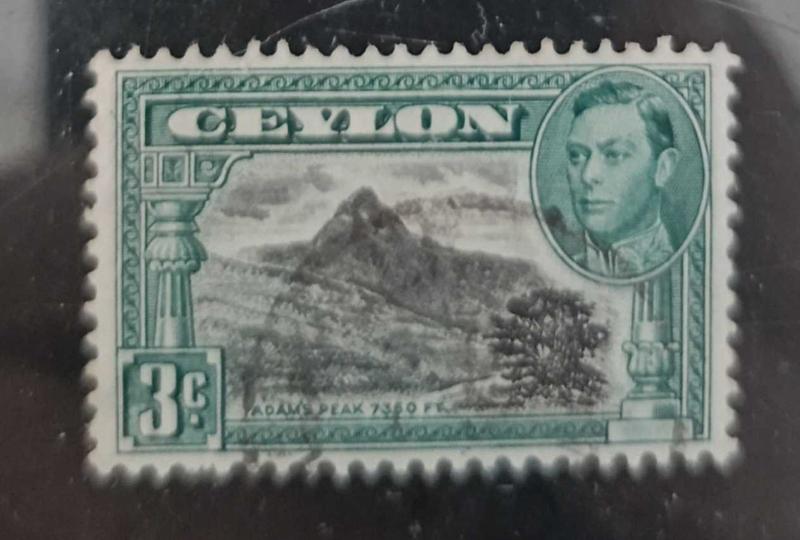 CEYLON
3C.
ADAM'S PEAK 7360 FT.